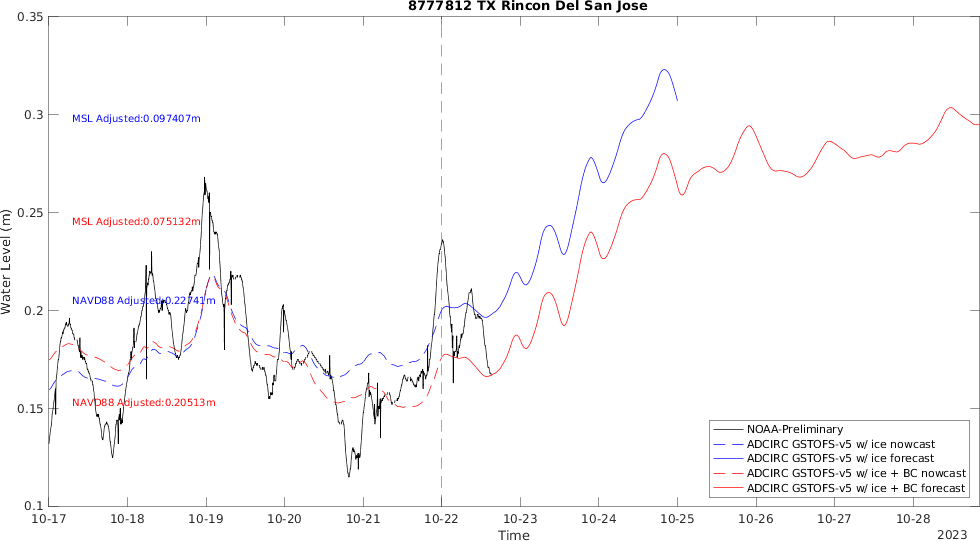 8777812 TX Rincon Del San Jose
0.35
0.3
0.25
0.2
0.15
0.1
Water Level (m)
MSL Adjusted:0.097407m
MSL Adjusted:0.075132m
NAVD88 Adjusted:0.22741m
NAVD88 Adjusted:0.20513m
NOAA-Preliminary
ADCIRC GSTOFS-v5 w/ ice nowcast
ADCIRC GSTOFS-v5 w/ ice forecast
ADCIRC GSTOFS-v5 w/ ice + BC nowcast
ADCIRC GSTOFS-v5 w/ ice + BC forecast
10-17 10-18 10-19 10-20 10-21 10-22 10-23 10-24 10-25 10-26 10-27 10-28
Time
2023